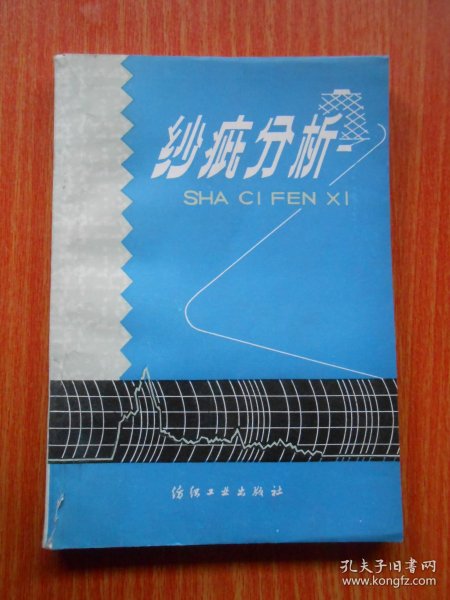 纱疵分析
SHA CI FEN XI
纺织工业出版社
孔夫子旧书网
www.kongfz.com